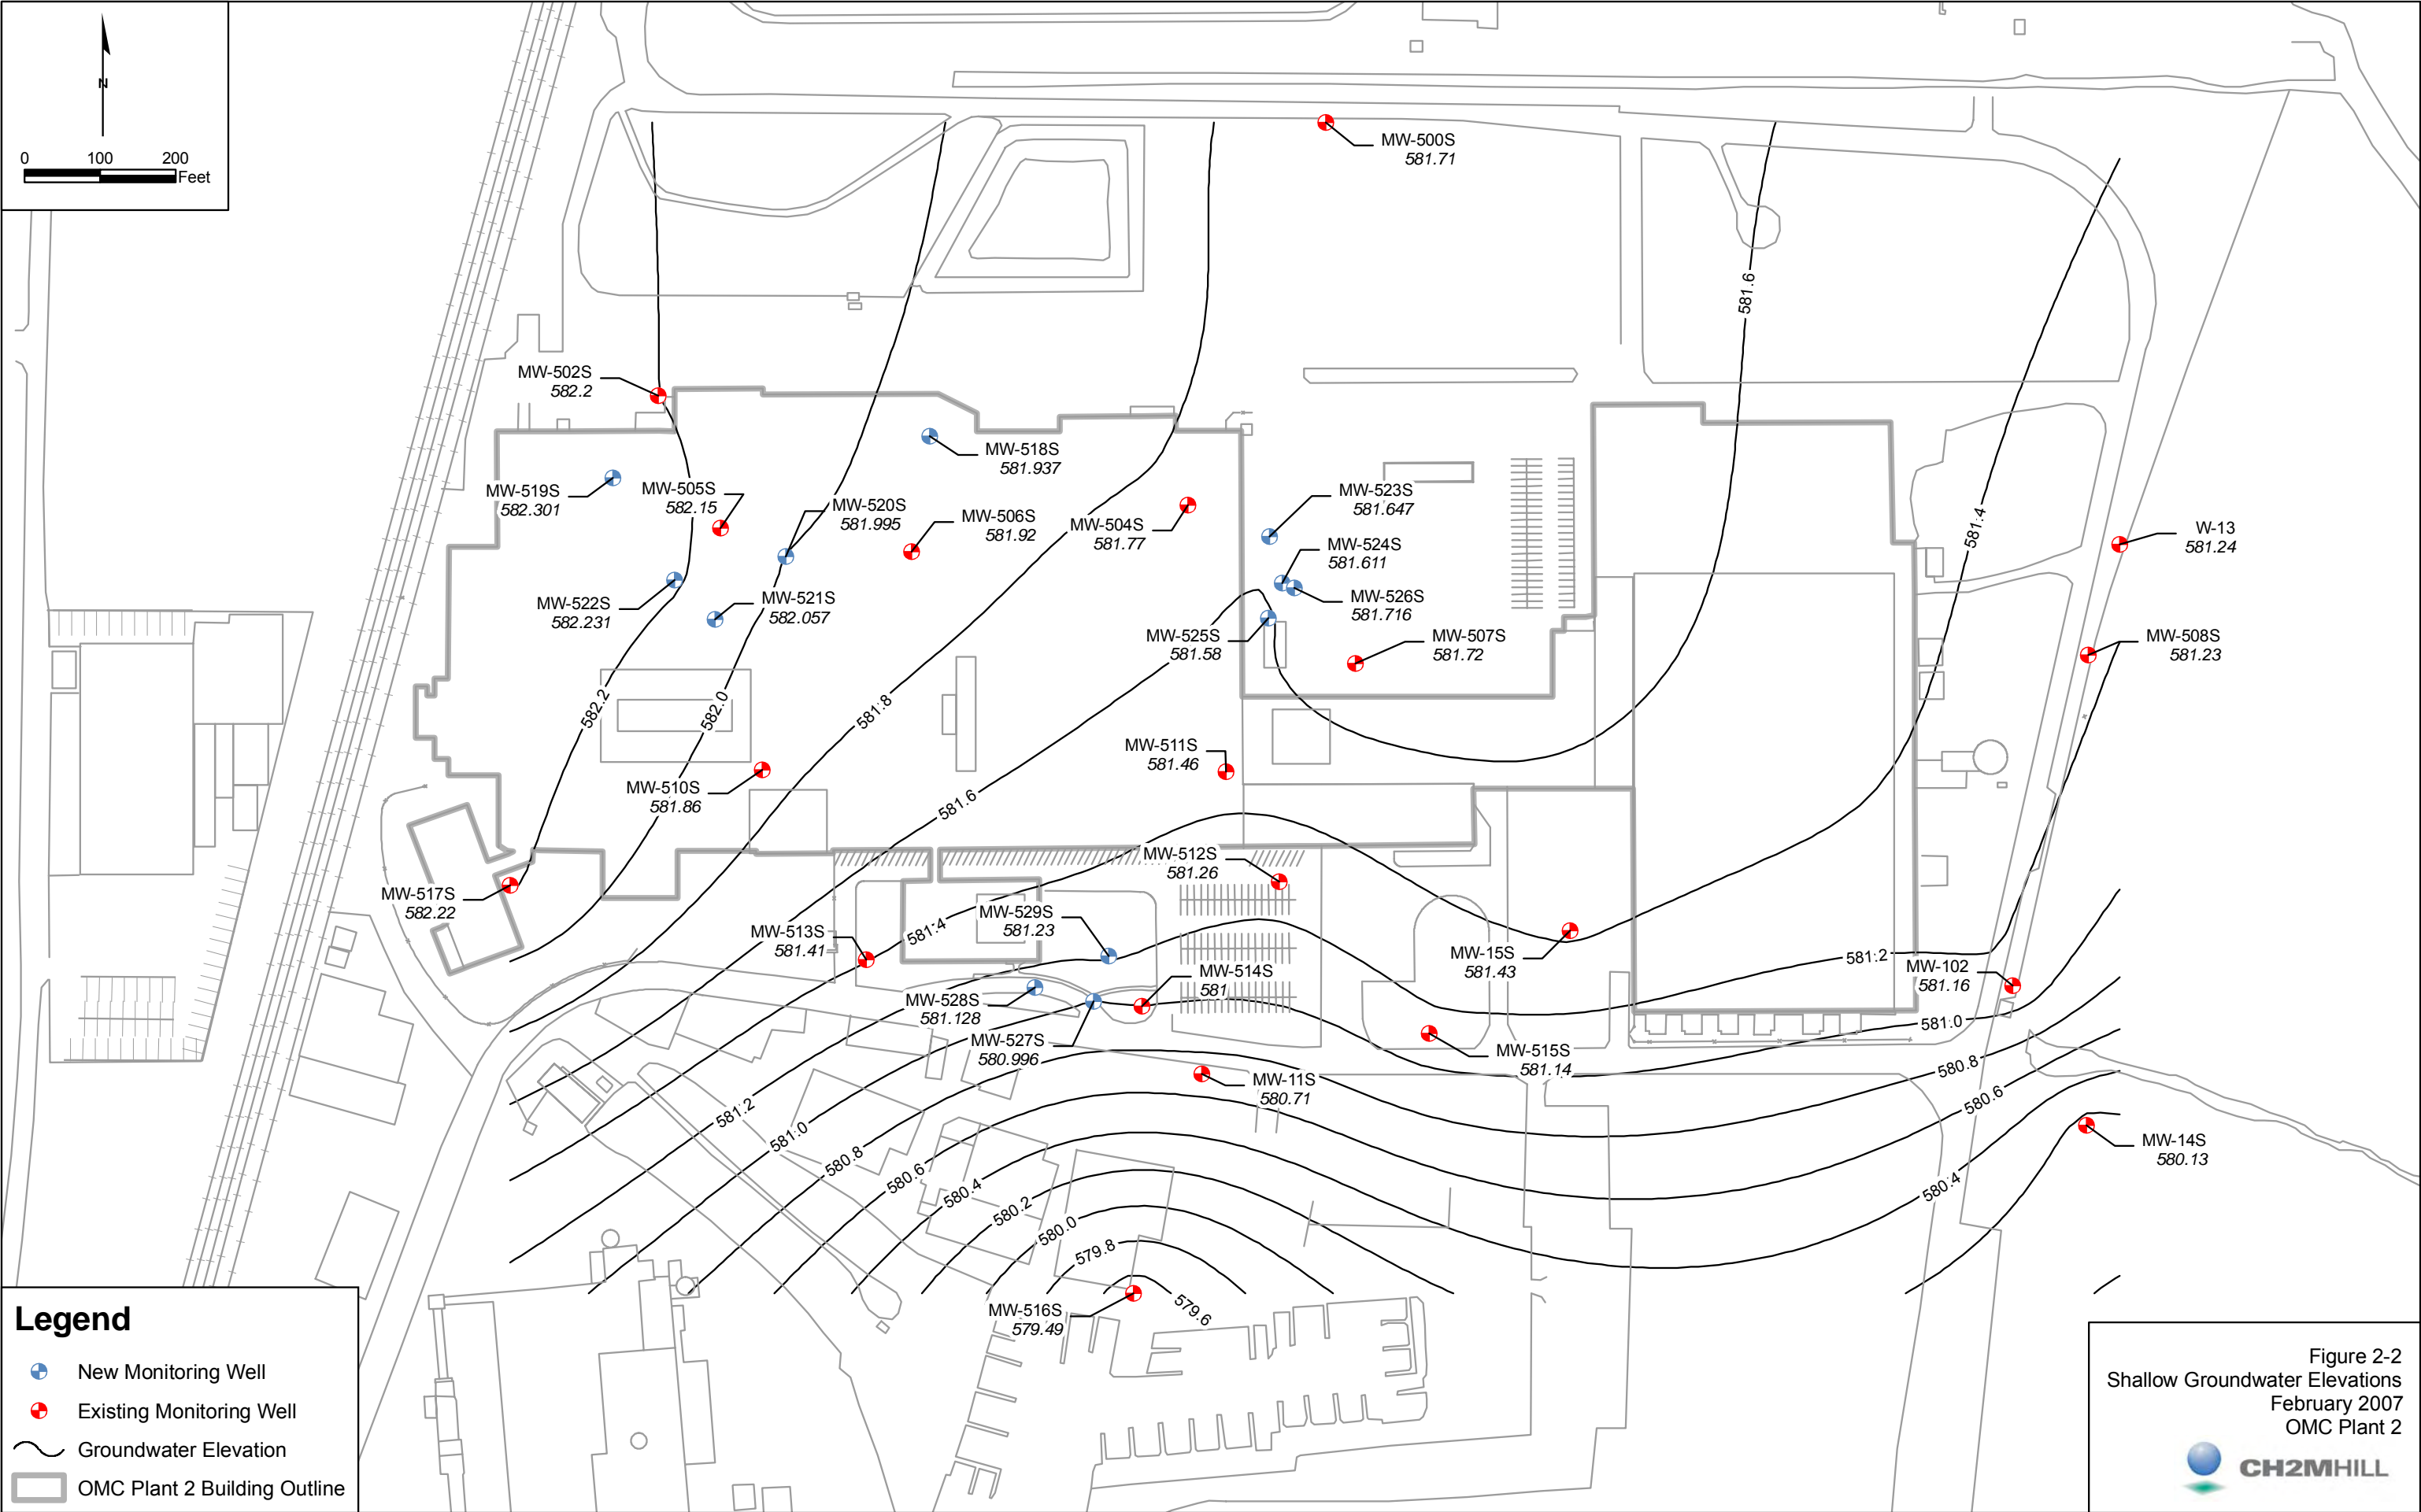 N
0 100 200
Feet
MW-500S
581.71
581.6
MW-502S
582.2
MW-518S
581.937
MW-519S
582.301
MW-505S
582.15
MW-520S
581.995
MW-506S
581.92
MW-504S
581.77
MW-523S
581.647
MW-524S
581.611
581.4
W-13
581.24
MW-522S
582.231
MW-521S
582.057
MW-526S
581.716
MW-525S
581.58
MW-507S
581.72
MW-508S
581.23
582.2
582.0
581.8
MW-511S
581.46
MW-510S
581.86
581.6
MW-512S
581.26
MW-517S
582.22
MW-529S
581.23
MW-513S
581.41
581.4
MW-15S
581.43
581.2
MW-102
581.16
MW-514S
581
MW-528S
581.128
MW-527S
580.996
581.0
MW-515S
581.14
MW-11S
580.71
580.8
580.6
581.2
581.0
580.8
580.6
580.4
580.2
580.0
579.8
579.6
580.4
MW-14S
580.13
MW-516S
579.49
Legend
New Monitoring Well
Existing Monitoring Well
Groundwater Elevation
OMC Plant 2 Building Outline
Figure 2-2
Shallow Groundwater Elevations
February 2007
OMC Plant 2
CH2MHILL